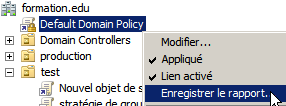 formation.edu
Default Domain Policy
Domain Controllers
production
test
Nouvel objet de s
stratégie de group
Modifier...
Appliqué
Lien activé
Enregistrer le rapport.